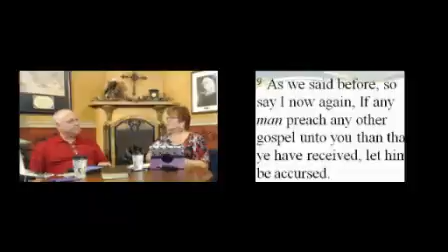 9 As we said before, so
say I now again, If any
man preach any other
gospel unto you than tha
ye have received, let him
be accursed.